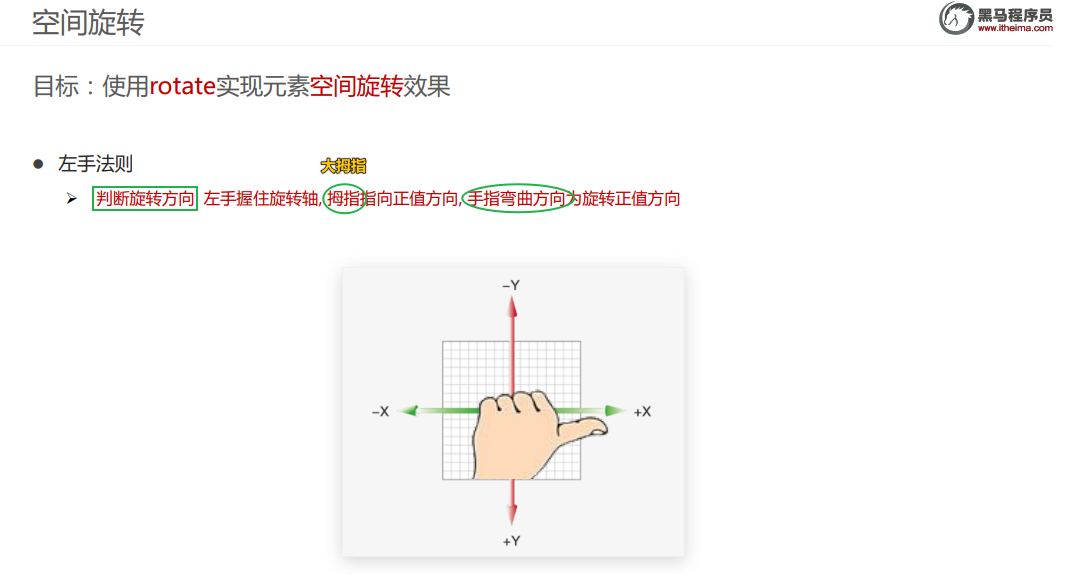 空间旋转
黑马程序员
www.itheima.com
目标：使用rotate实现元素空间旋转效果
● 左手法则
大拇指
➢ 判断旋转方向 左手握住旋转轴, 拇指指向正值方向, 手指弯曲方向为旋转正值方向
-Y
-X
+X
+Y